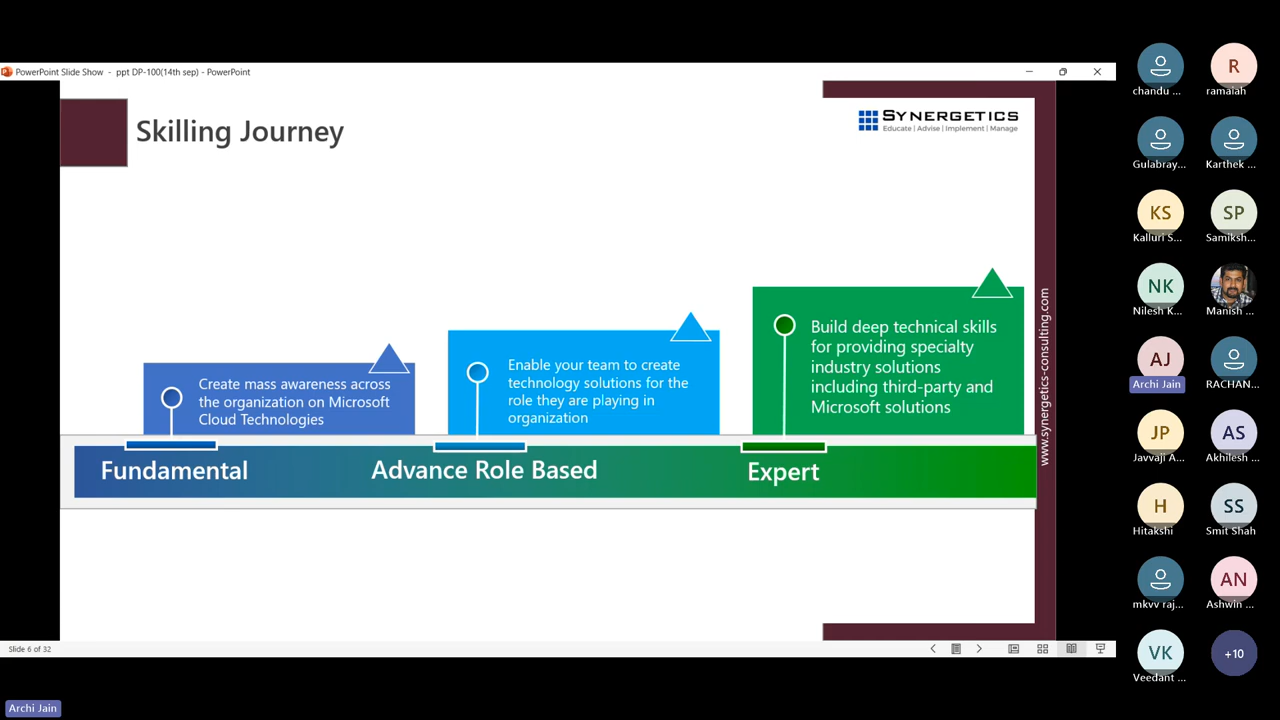 PowerPoint Slide Show - ppt DP-100(14th sep) - PowerPoint
Skilling Journey
SYNERGETICS
Educate | Advise | Implement | Manage
Create mass awareness across
the organization on Microsoft
Cloud Technologies
Enable your team to create
technology solutions for the
role they are playing in
organization
Build deep technical skills
for providing specialty
industry solutions
including third-party and
Microsoft solutions
Fundamental
Advance Role Based
Expert
www.synergetics-consulting.com
Slide 6 of 32
Archi Jain
chandu ...
R
ramaiah
Gulabray...
Karthek ...
KS
Kalluri S...
SP
Samiksh...
NK
Nilesh K...
Manish ...
AJ
Archi Jain
RACHAN...
JP
Javvaji A...
AS
Akhilesh ...
H
Hitakshi
SS
Smit Shah
mkvv raj...
AN
Ashwin ...
VK
Veedant ...
+10